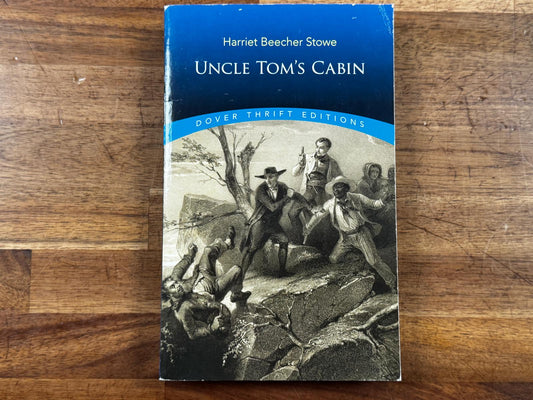 Harriet Beecher Stowe
UNCLE TOM'S CABIN
DOVER THRIFT EDITIONS